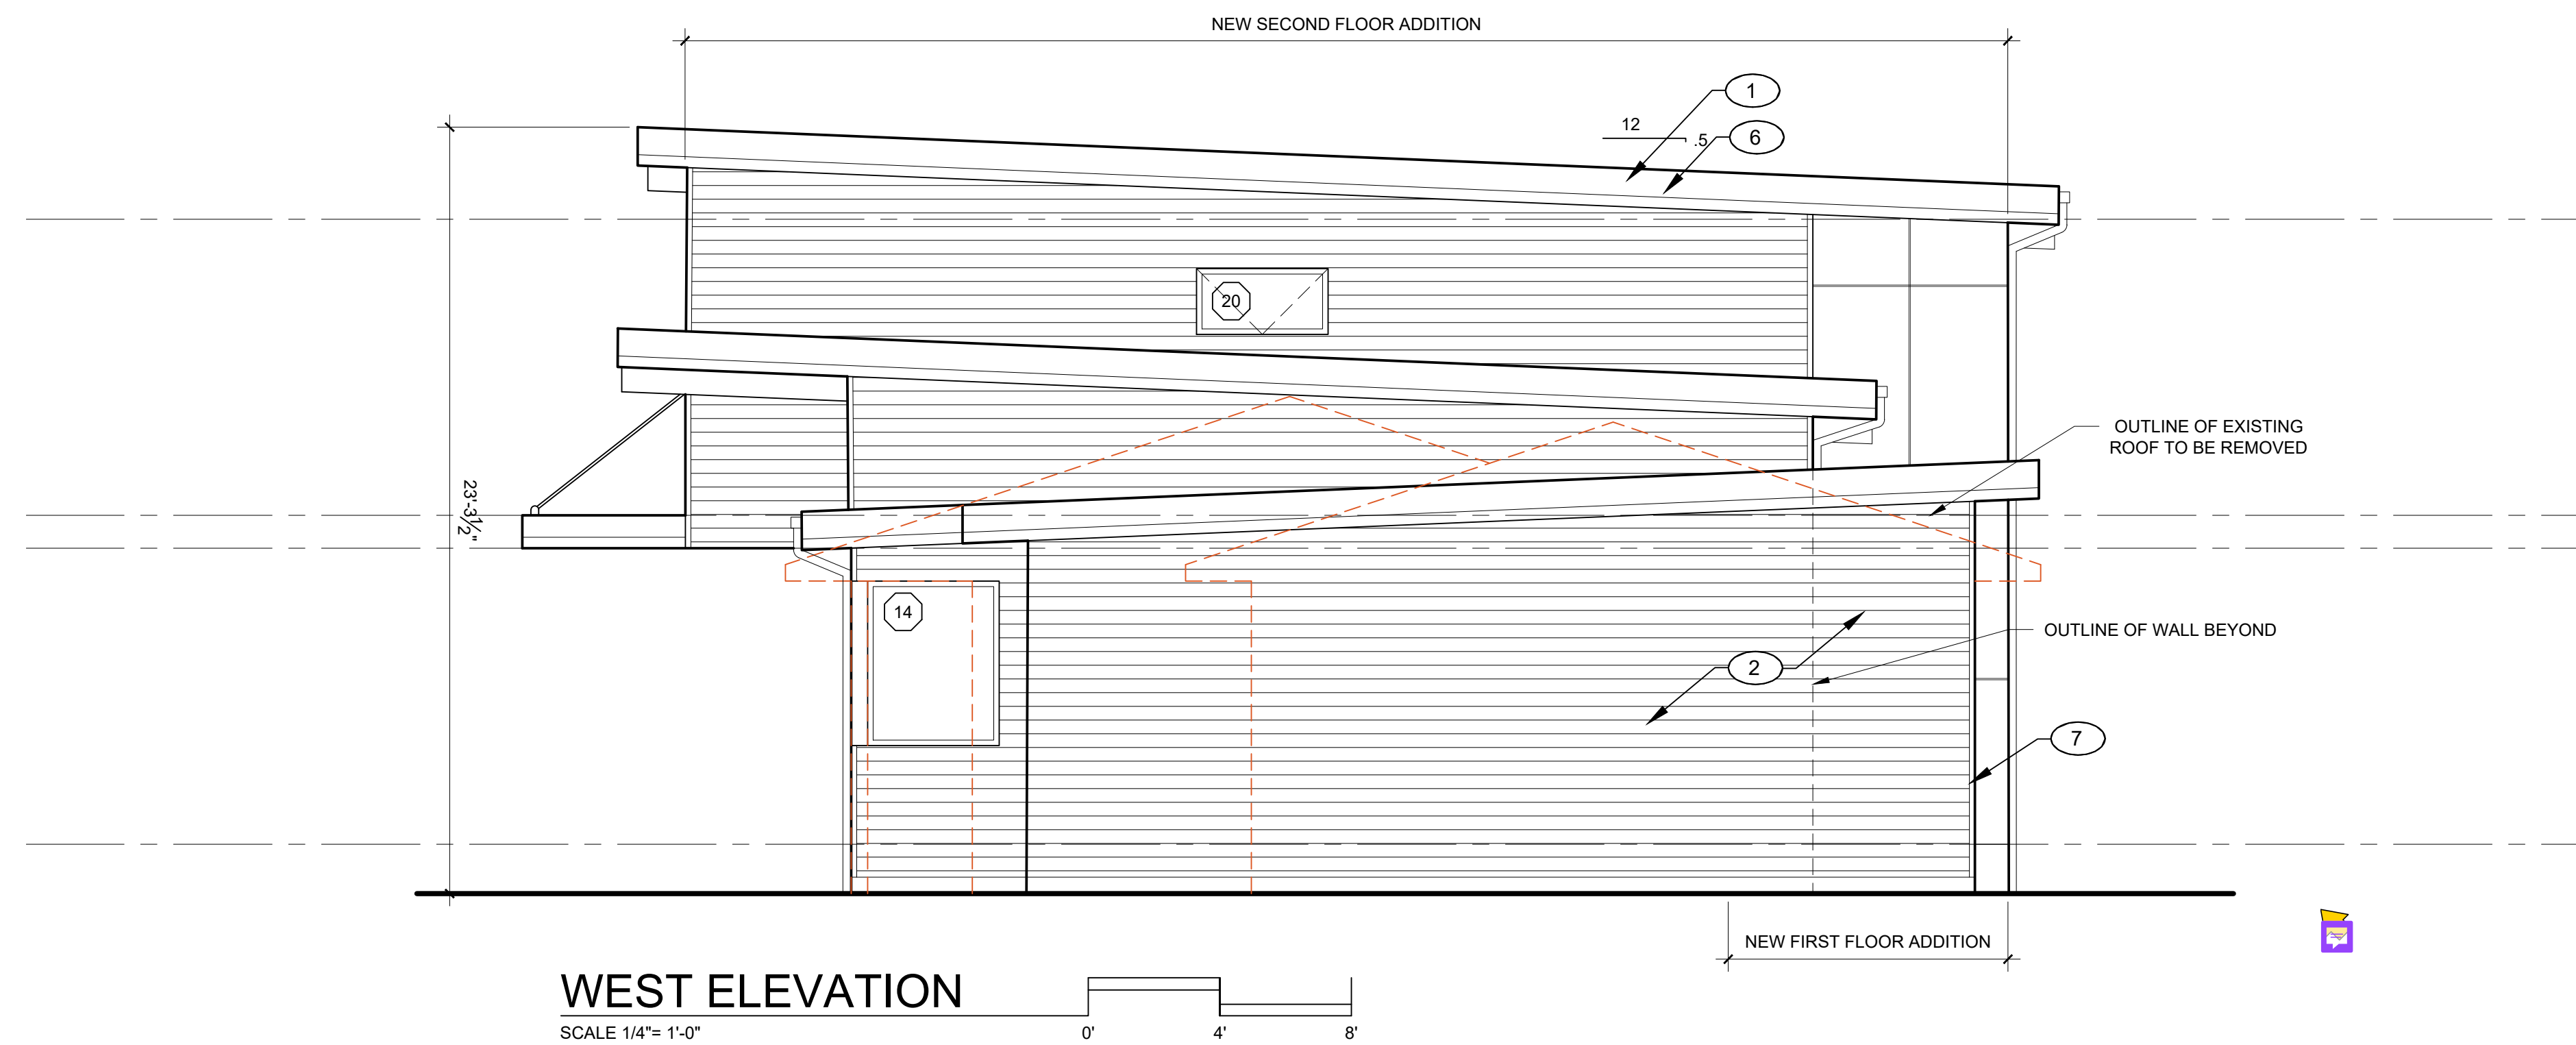 NEW SECOND FLOOR ADDITION
1
12
.5
6
20
OUTLINE OF EXISTING
ROOF TO BE REMOVED
23'-3½"
14
OUTLINE OF WALL BEYOND
2
7
NEW FIRST FLOOR ADDITION
WEST ELEVATION
SCALE 1/4"= 1'-0"
0'
4'
8'